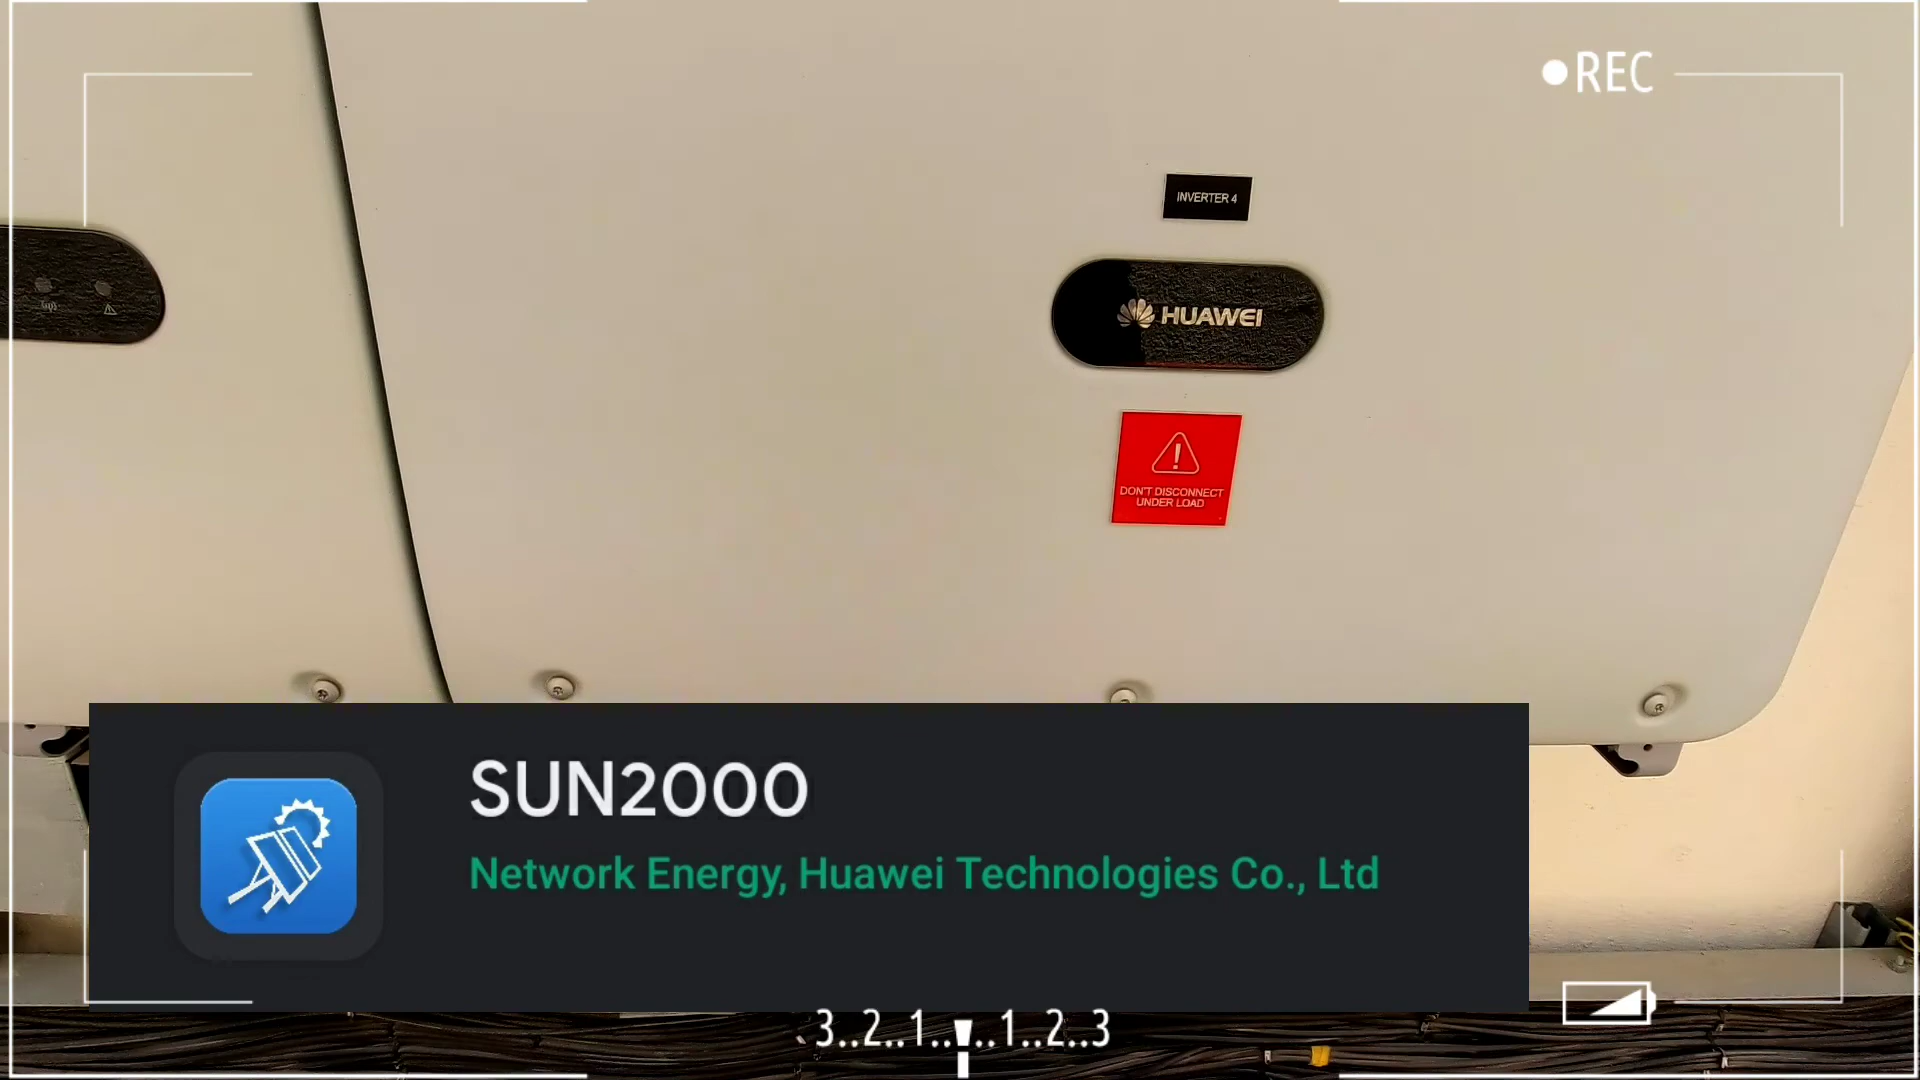 REC
INVERTER 4
HUAWEI
DON'T DISCONNECT
UNDER LOAD
SUN2000
Network Energy, Huawei Technologies Co., Ltd
3..2..1..▼..1..2..3